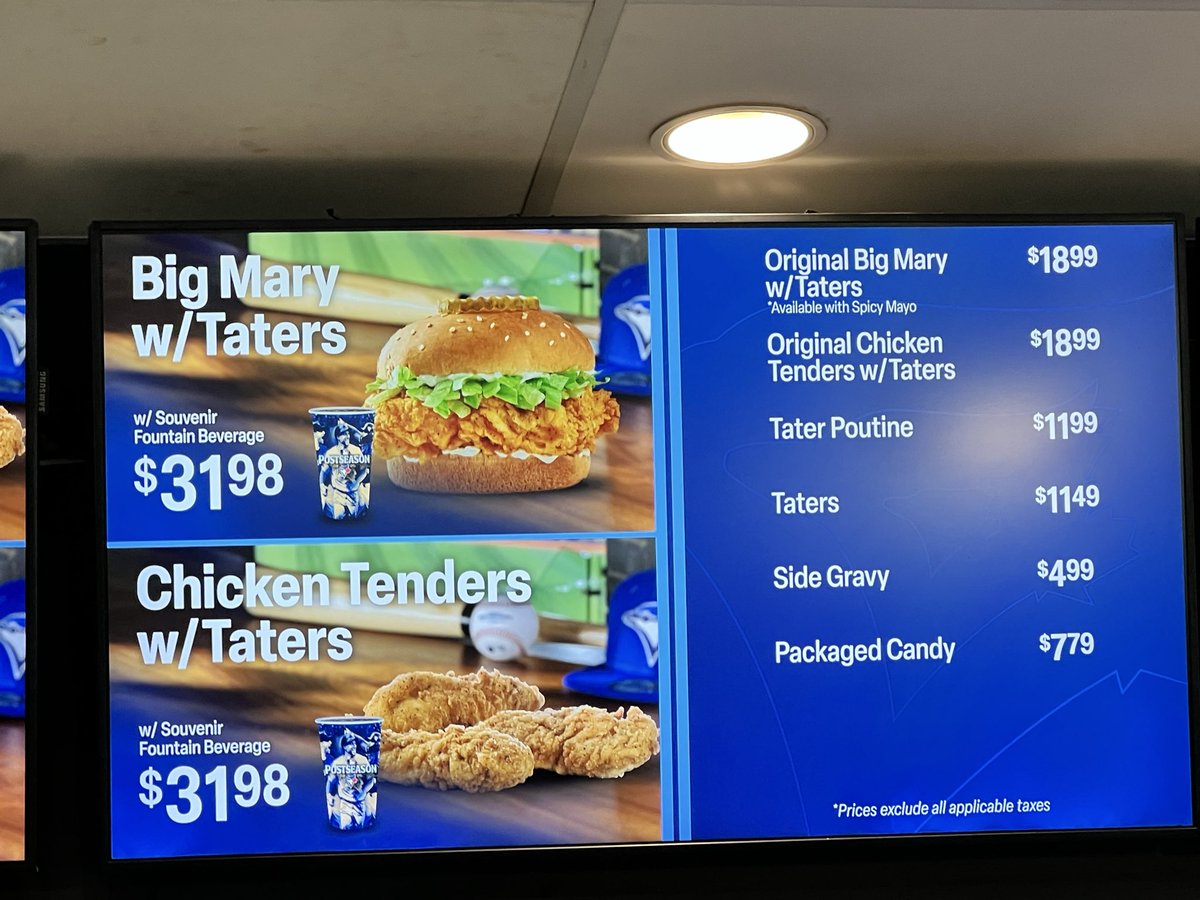 Big Mary
w/Taters
w/ Souvenir
Fountain Beverage
$3198
POSTSEASON
Chicken Tenders
w/Taters
w/ Souvenir
Fountain Beverage
$3198
POSTSEASON
Original Big Mary $1899
w/Taters
*Available with Spicy Mayo
Original Chicken $1899
Tenders w/Taters
Tater Poutine $1199
Taters $1149
Side Gravy $499
Packaged Candy $779
*Prices exclude all applicable taxes
SAMSUNG